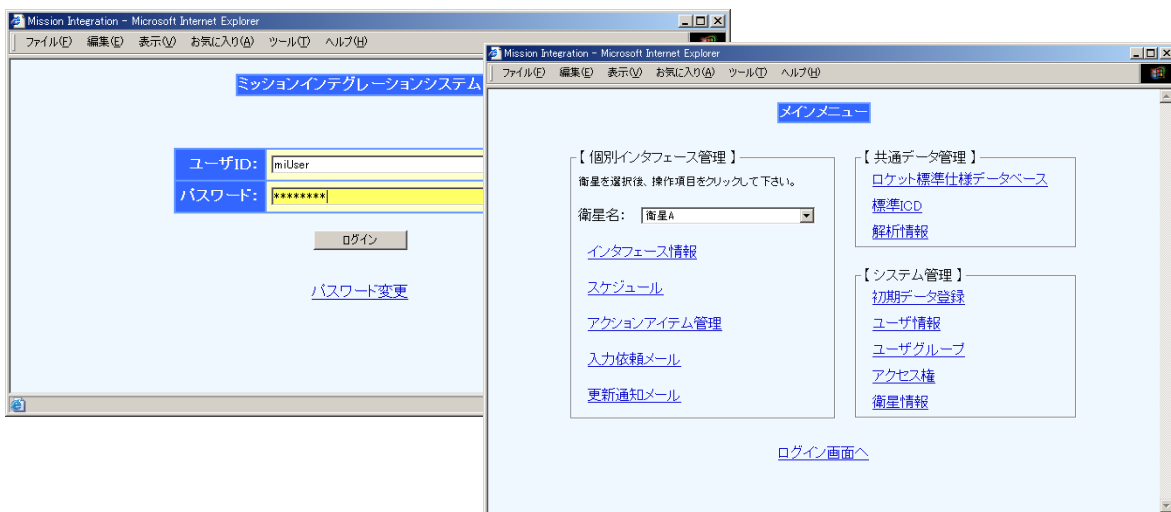 Mission Integration - Microsoft Internet Explorer
ファイル(F) 編集(E) 表示(V) お気に入り(A) ツール(T) ヘルプ(H)
ミッションインテグレーションシステム
ユーザID: miUser
パスワード: ********
ログイン
パスワード変更
Mission Integration - Microsoft Internet Explorer
ファイル(F) 編集(E) 表示(V) お気に入り(A) ツール(T) ヘルプ(H)
メインメニュー
【 個別インタフェース管理 】
衛星を選択後、操作項目をクリックして下さい。
衛星名: 衛星A
インタフェース情報
スケジュール
アクションアイテム管理
入力依頼メール
更新通知メール
【 共通データ管理 】
ロケット標準仕様データベース
標準ICD
解析情報
【 システム管理 】
初期データ登録
ユーザ情報
ユーザグループ
アクセス権
衛星情報
ログイン画面へ